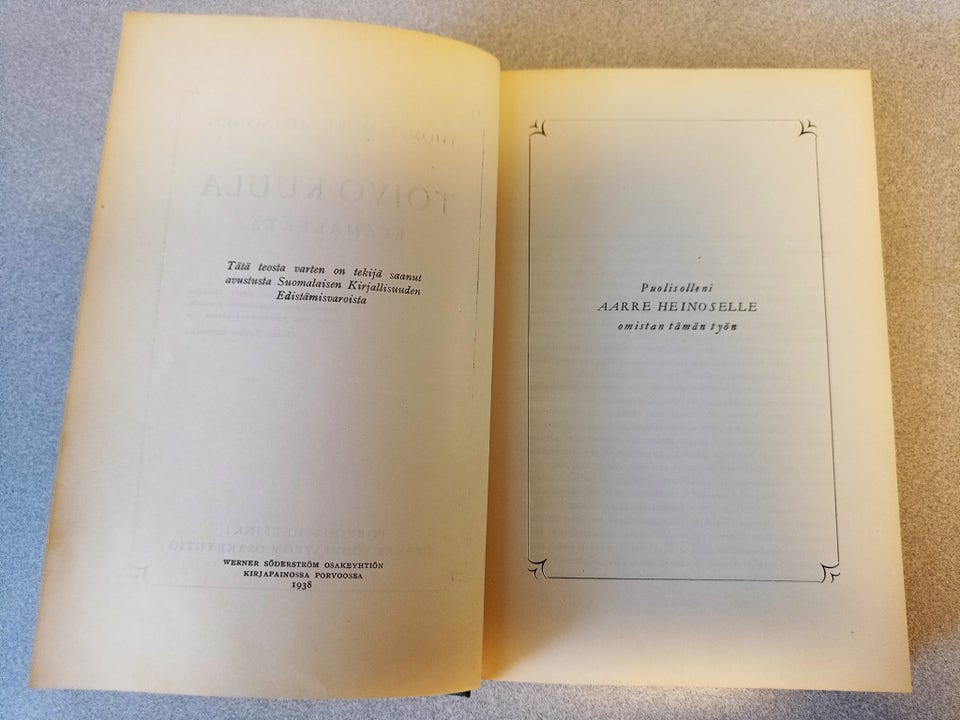 Tätä teosta varten on tekijä saanut
avustusta Suomalaisen Kirjallisuuden
Edistämisvaroista
WERNER SÖDERSTRÖM OSAKEYHTIÖN
KIRJAPAINOSSA PORVOOSSA
1938
Puolisolleni
AARRE HEINOSELLE
omistan tämän työn